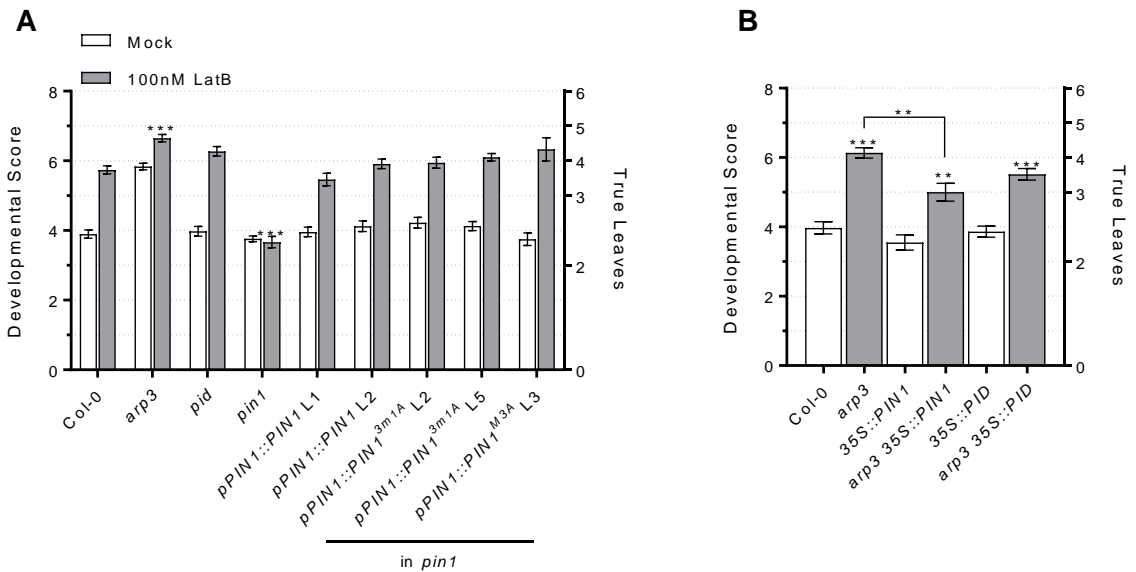 A
Mock
100nM LatB
Developmental Score
8
6
4
2
0
***
***
6
5
4
3
2
0
True Leaves
Col-0
arp3
pid
pin1
pPIN1::PIN1 L1
pPIN1::PIN1 L2
pPIN1::PIN1^3m1A L2
pPIN1::PIN1^3m1A L5
pPIN1::PIN1^M3A L3
in pin1
B
Developmental Score
8
6
4
2
0
**
***
**
***
6
5
4
3
2
0
True Leaves
Col-0
arp3
35S::PIN1
arp3 35S::PIN1
35S::PID
arp3 35S::PID